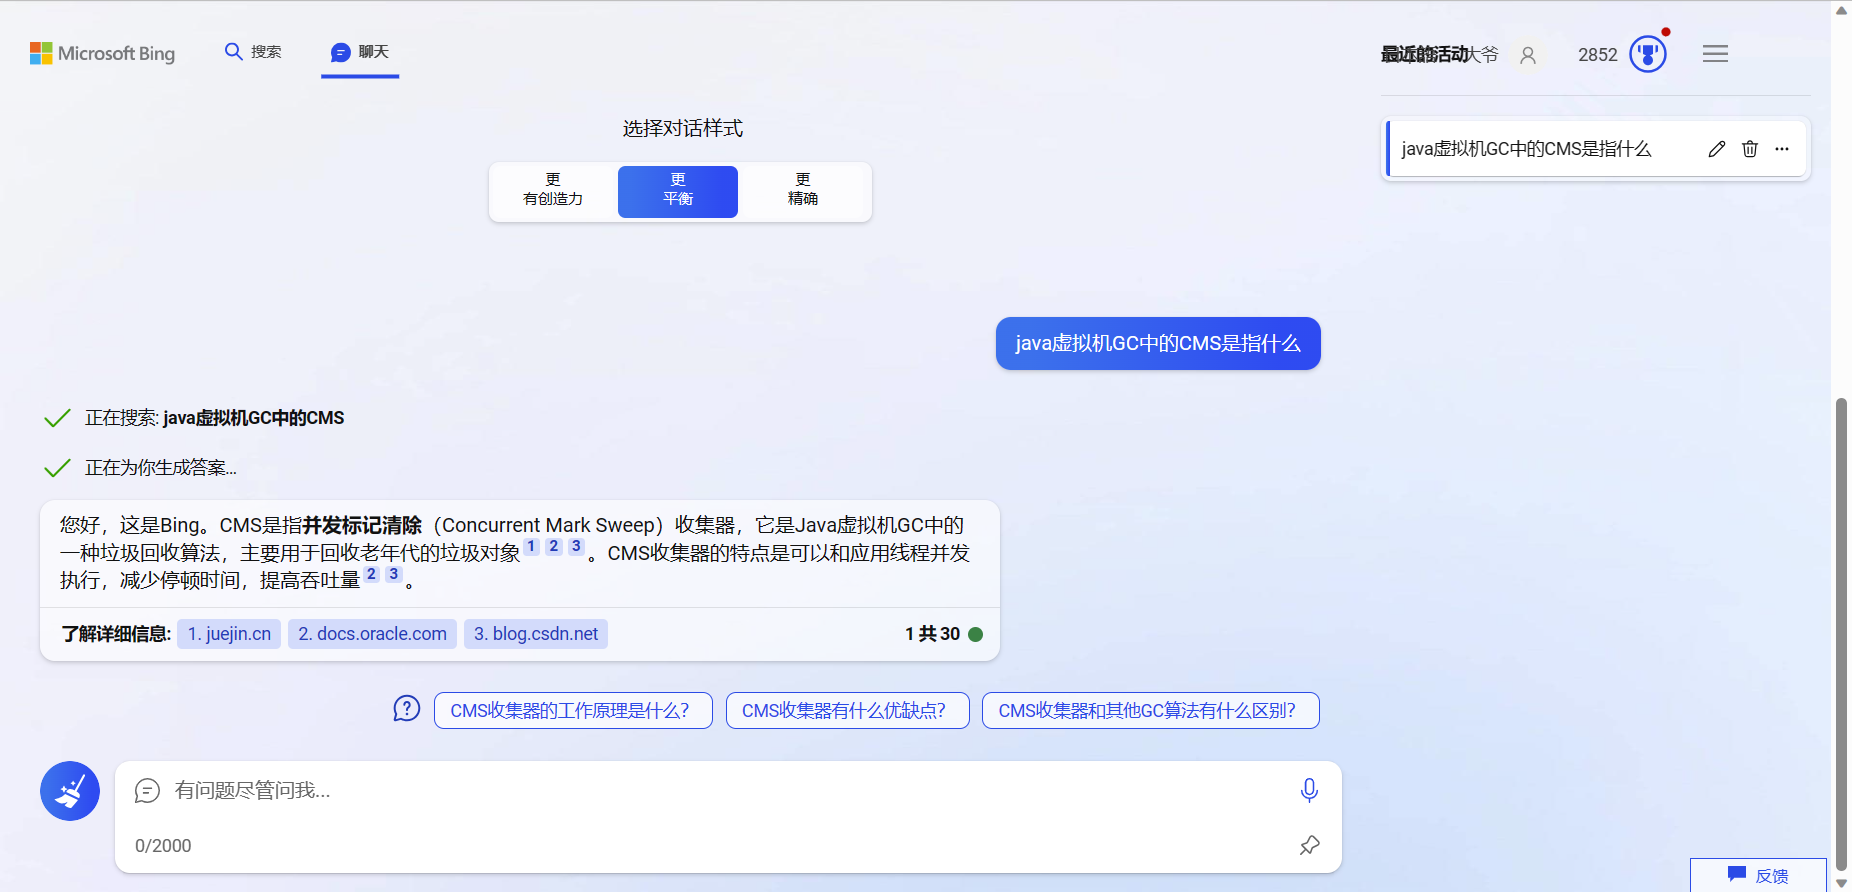 Microsoft Bing
搜索
聊天
最近的活动
大爷
2852
选择对话样式
更
有创造力
更
平衡
更
精确
java虚拟机GC中的CMS是指什么
java虚拟机GC中的CMS是指什么
正在搜索: java虚拟机GC中的CMS
正在为你生成答案...
您好，这是Bing。CMS是指并发标记清除（Concurrent Mark Sweep）收集器，它是Java虚拟机GC中的
一种垃圾回收算法，主要用于回收老年代的垃圾对象 1 2 3 。CMS收集器的特点是可以和应用线程并发
执行，减少停顿时间，提高吞吐量 2 3 。
了解详细信息: 1. juejin.cn 2. docs.oracle.com 3. blog.csdn.net 1 共 30
CMS收集器的工作原理是什么?
CMS收集器有什么优缺点?
CMS收集器和其他GC算法有什么区别?
有问题尽管问我...
0/2000
反馈